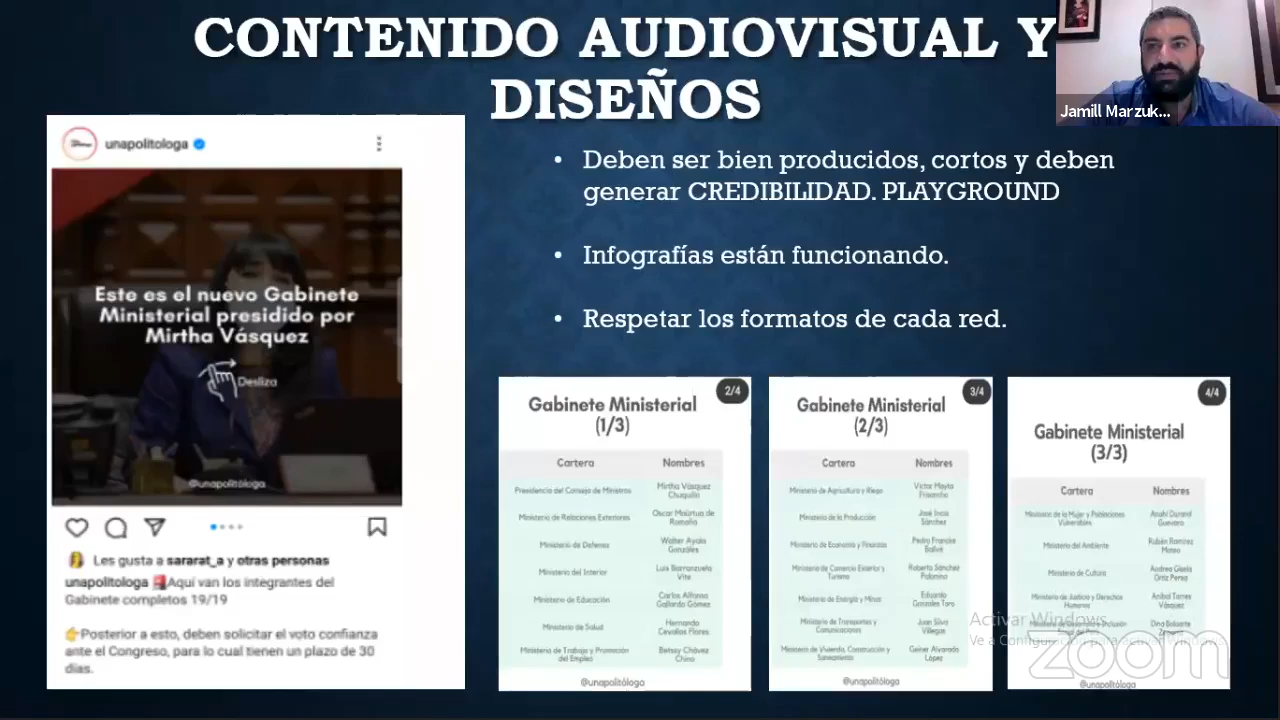 CONTENIDO AUDIOVISUAL Y
DISEÑOS
Jamill Marzuk...
unapolitologa
Este es el nuevo Gabinete
Ministerial presidido por
Mirtha Vásquez
Desliza
@unapolitóloga
Les gusta a sararat_a y otras personas
unapolitologa 🚨Aquí van los integrantes del
Gabinete completos 19/19
👉Posterior a esto, deben solicitar el voto confianza
ante el Congreso, para lo cual tienen un plazo de 30
días.
• Deben ser bien producidos, cortos y deben
generar CREDIBILIDAD. PLAYGROUND
• Infografías están funcionando.
• Respetar los formatos de cada red.
2/4
Gabinete Ministerial
(1/3)
Cartera Nombres
Presidencia del Consejo de Ministros Mirtha Vásquez
Chuquilín
Ministerio de Relaciones Exteriores Oscar Maúrtua de
Romaña
Ministerio de Defensa Walter Ayala
Gonzáles
Ministerio del Interior Luis Barranzuela
Vite
Ministerio de Educación Carlos Alfonso
Gallardo Gómez
Ministerio de Salud Hernando
Cevallos Flores
Ministerio de Trabajo y Promoción
del Empleo Betssy Chávez
Chino
@unapolitóloga
3/4
Gabinete Ministerial
(2/3)
Cartera Nombres
Ministerio de Agricultura y Riego Víctor Mayta
Frisancho
Ministerio de la Producción José Incio
Sánchez
Ministerio de Economía y Finanzas Pedro Francke
Ballvé
Ministerio de Comercio Exterior y
Turismo Roberto Sánchez
Palomino
Ministerio de Energía y Minas Eduardo
Gonzales Toro
Ministerio de Transportes y
Comunicaciones Juan Silva
Villegas
Ministerio de Vivienda, Construcción y
Saneamiento Geiner Alvarado
López
@unapolitóloga
4/4
Gabinete Ministerial
(3/3)
Cartera Nombres
Ministerio de la Mujer y Poblaciones
Vulnerables Anahí Durand
Guevara
Ministerio del Ambiente Rubén Ramírez
Mateo
Ministerio de Cultura Andrea Gisela
Ortiz Perea
Ministerio de Justicia y Derechos
Humanos Aníbal Torres
Vásquez
Dina Boluarte
@unapolitóloga
Activar Windows
zoom